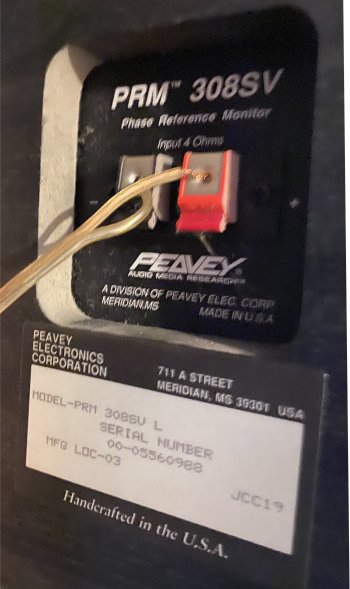 PRM™ 308SV
Phase Reference Monitor
Input 4 Ohms
- +
PEAVEY®
AUDIO MEDIA RESEARCH™
A DIVISION OF PEAVEY ELEC. CORP
MERIDIAN,MS MADE IN U.S.A
PEAVEY
ELECTRONICS
CORPORATION
711 A STREET
MERIDIAN, MS 39301 USA
MODEL-PRM 308SV L
SERIAL NUMBER
00-05560988
MFG LOC-03
JCC19
Handcrafted in the U.S.A.